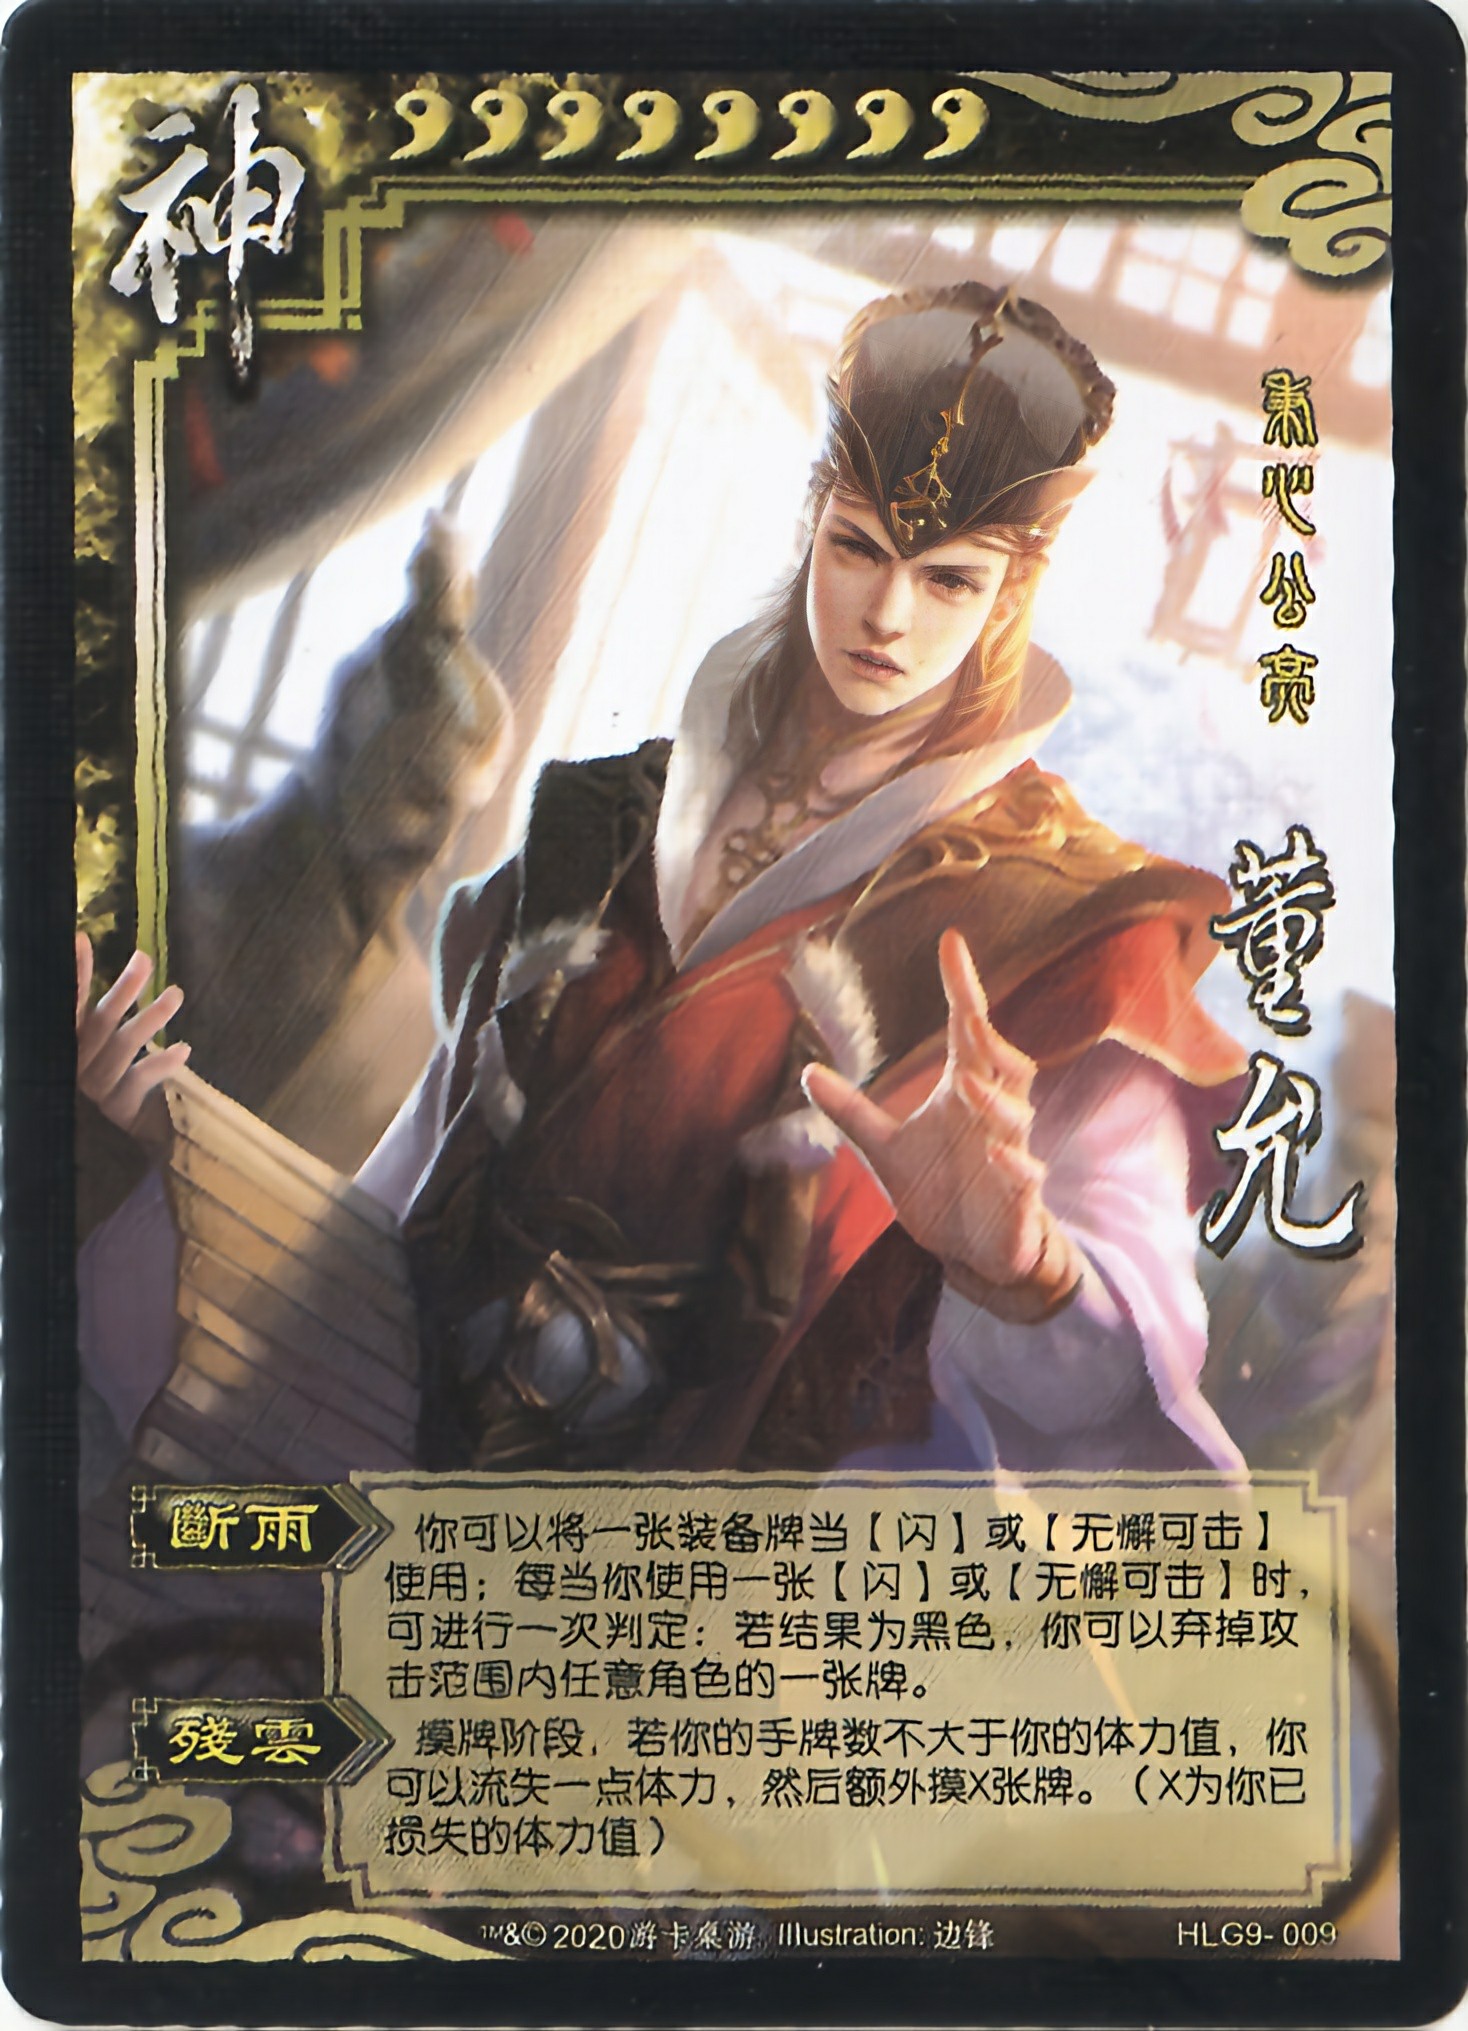 神
秉心公亮
董允
斷雨
你可以将一张装备牌当【闪】或【无懈可击】
使用；每当你使用一张【闪】或【无懈可击】时，
可进行一次判定：若结果为黑色，你可以弃掉攻
击范围内任意角色的一张牌。
殘雲
摸牌阶段，若你的手牌数不大于你的体力值，你
可以流失一点体力，然后额外摸X张牌。（X为你已
损失的体力值）
™&© 2020游卡桌游 Illustration: 边锋
HLG9- 009